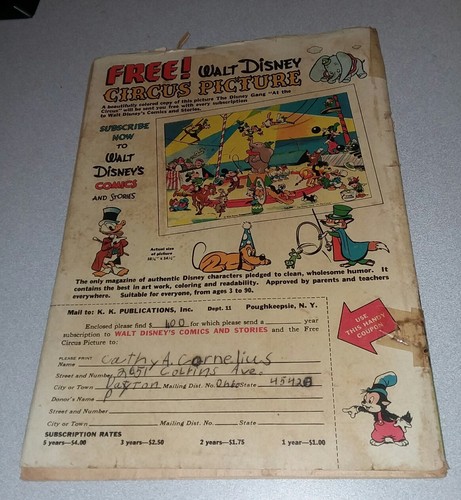 FREE! WALT DISNEY
CIRCUS PICTURE
A beautifully colored copy of this picture The Disney Gang "At the
Circus" will be sent you free with every subscription
to Walt Disney's Comics and Stories.
SUBSCRIBE
NOW
TO
WALT
DISNEY'S
COMICS
AND STORIES
Actual size
of picture
The only magazine of authentic Disney characters pledged to clean, wholesome humor. It
contains the best in art work, coloring and readability. Approved by parents and teachers
everywhere. Suitable for everyone, from ages 3 to 90.
Mail to: K. K. PUBLICATIONS, Inc. Dept. 11 Poughkeepsie, N. Y.
Enclosed please find $ 1.00 for which please send a year
subscription to WALT DISNEY'S COMICS AND STORIES and the Free
Circus Picture to:
PLEASE PRINT
Name Cathy A. Cornelius
Street and Number 2651 Collins Ave.
City or Town Dayton Mailing Dist. No. Ohio State
Donor's Name
Street and Number
City or Town Mailing Dist. No. State
SUBSCRIPTION RATES
5 years—$4.00 3 years—$2.50 2 years—$1.75 1 year—$1.00
USE
THIS HANDY
COUPON